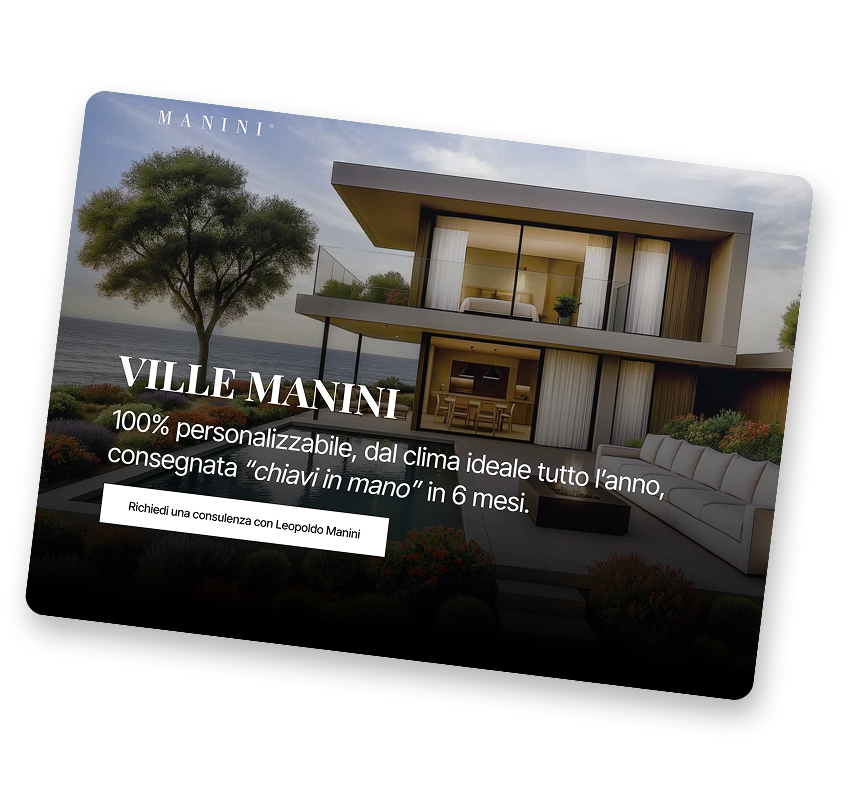 MANINI®
VILLE MANINI
100% personalizzabile, dal clima ideale tutto l’anno,
consegnata “chiavi in mano” in 6 mesi.
Richiedi una consulenza con Leopoldo Manini